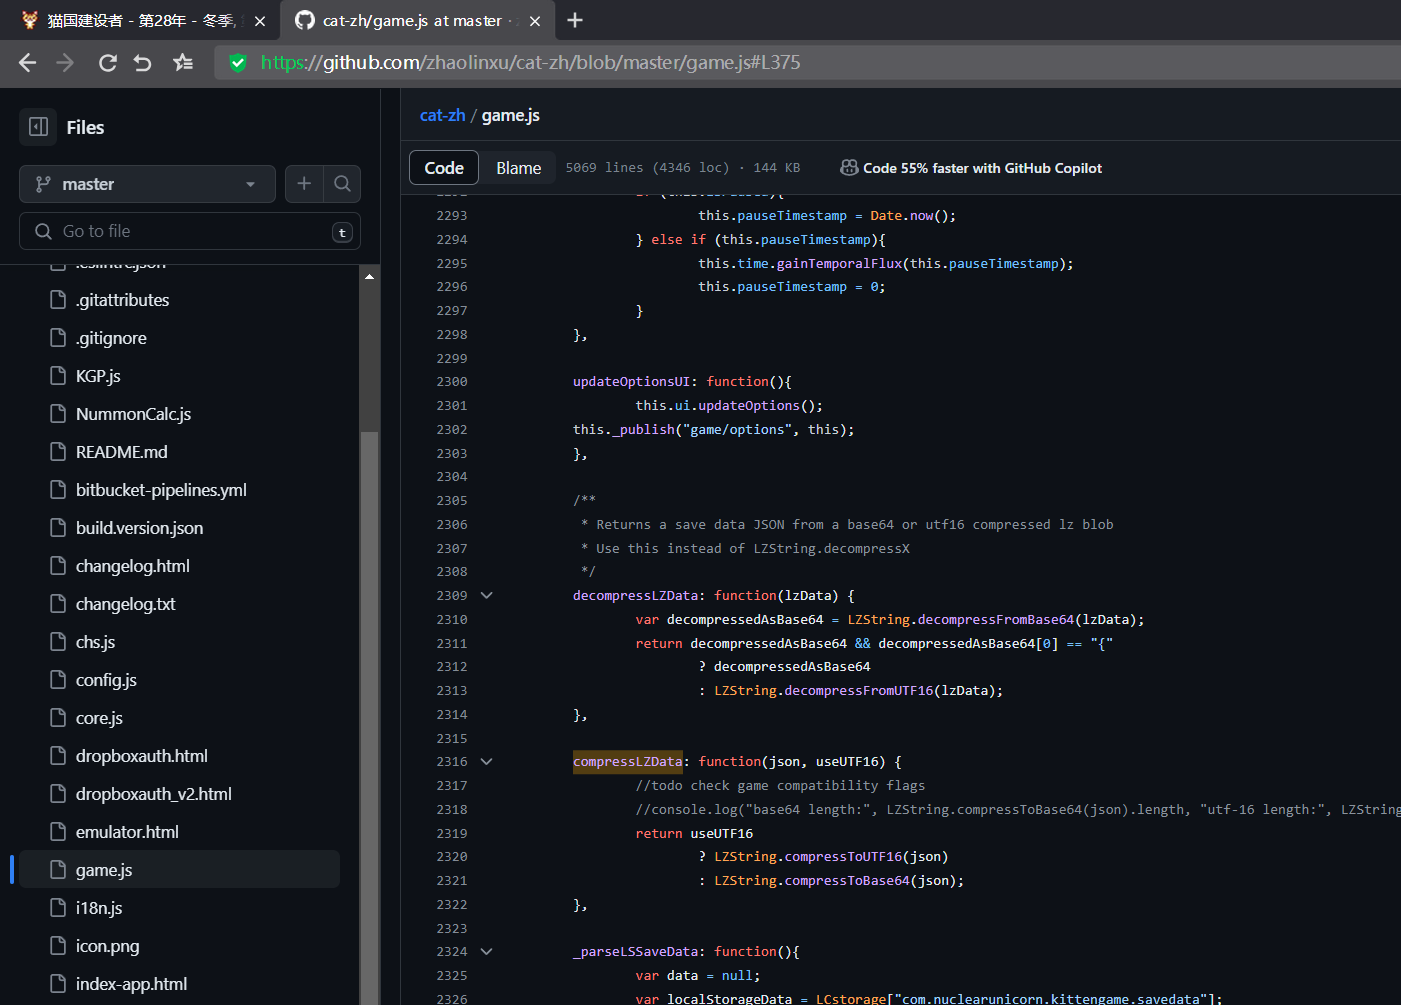 猫国建设者 - 第28年 - 冬季,
cat-zh/game.js at master ·
https://github.com/zhaolinxu/cat-zh/blob/master/game.js#L375
Files
master
Go to file
t
.eslintrc.json
.gitattributes
.gitignore
KGP.js
NummonCalc.js
README.md
bitbucket-pipelines.yml
build.version.json
changelog.html
changelog.txt
chs.js
config.js
core.js
dropboxauth.html
dropboxauth_v2.html
emulator.html
game.js
i18n.js
icon.png
index-app.html
cat-zh / game.js
Code Blame 5069 lines (4346 loc) · 144 KB Code 55% faster with GitHub Copilot
2293 this.pauseTimestamp = Date.now();
2294 } else if (this.pauseTimestamp){
2295 this.time.gainTemporalFlux(this.pauseTimestamp);
2296 this.pauseTimestamp = 0;
2297 }
2298 },
2299
2300 updateOptionsUI: function(){
2301 this.ui.updateOptions();
2302 this._publish("game/options", this);
2303 },
2304
2305 /**
2306 * Returns a save data JSON from a base64 or utf16 compressed lz blob
2307 * Use this instead of LZString.decompressX
2308 */
2309 decompressLZData: function(lzData) {
2310 var decompressedAsBase64 = LZString.decompressFromBase64(lzData);
2311 return decompressedAsBase64 && decompressedAsBase64[0] == "{"
2312 ? decompressedAsBase64
2313 : LZString.decompressFromUTF16(lzData);
2314 },
2315
2316 compressLZData: function(json, useUTF16) {
2317 //todo check game compatibility flags
2318 //console.log("base64 length:", LZString.compressToBase64(json).length, "utf-16 length:", LZString
2319 return useUTF16
2320 ? LZString.compressToUTF16(json)
2321 : LZString.compressToBase64(json);
2322 },
2323
2324 _parseLSSaveData: function(){
2325 var data = null;
2326 var localStorageData = LCstorage["com.nuclearunicorn.kittengame.savedata"];